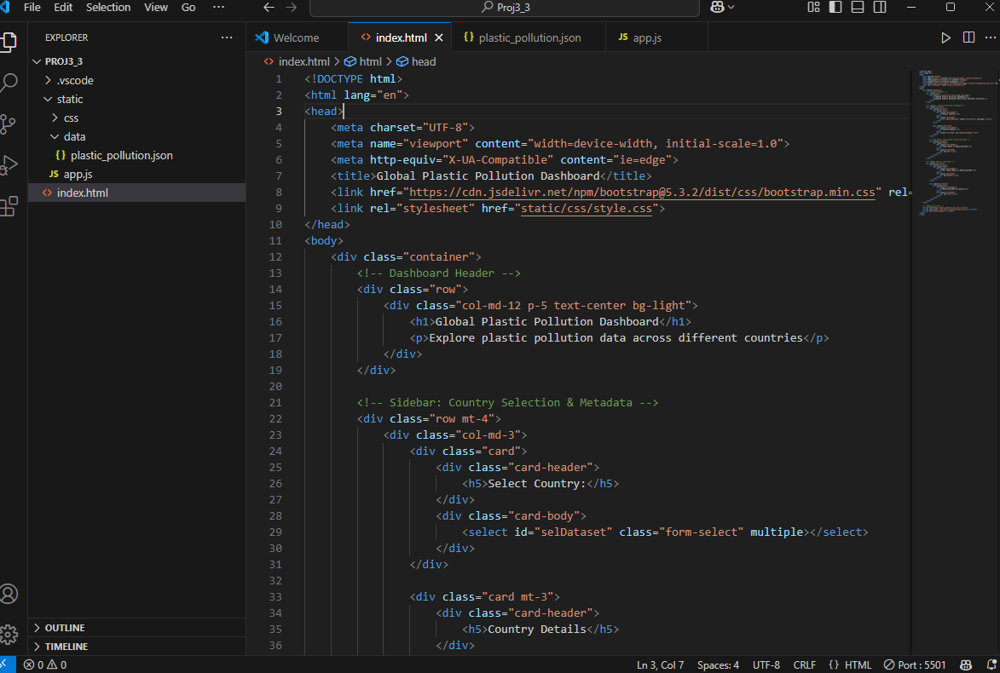 File Edit Selection View Go ··· Proj3_3
EXPLORER ···
PROJ3_3
.vscode
static
css
data
{} plastic_pollution.json
JS app.js
<> index.html
OUTLINE
TIMELINE
Welcome <> index.html {} plastic_pollution.json JS app.js
<> index.html > html > head
1 <!DOCTYPE html>
2 <html lang="en">
3 <head>
4 <meta charset="UTF-8">
5 <meta name="viewport" content="width=device-width, initial-scale=1.0">
6 <meta http-equiv="X-UA-Compatible" content="ie=edge">
7 <title>Global Plastic Pollution Dashboard</title>
8 <link href="https://cdn.jsdelivr.net/npm/bootstrap@5.3.2/dist/css/bootstrap.min.css" rel=
9 <link rel="stylesheet" href="static/css/style.css">
10 </head>
11 <body>
12 <div class="container">
13 <!-- Dashboard Header -->
14 <div class="row">
15 <div class="col-md-12 p-5 text-center bg-light">
16 <h1>Global Plastic Pollution Dashboard</h1>
17 <p>Explore plastic pollution data across different countries</p>
18 </div>
19 </div>
20
21 <!-- Sidebar: Country Selection & Metadata -->
22 <div class="row mt-4">
23 <div class="col-md-3">
24 <div class="card">
25 <div class="card-header">
26 <h5>Select Country:</h5>
27 </div>
28 <div class="card-body">
29 <select id="selDataset" class="form-select" multiple></select>
30 </div>
31 </div>
32
33 <div class="card mt-3">
34 <div class="card-header">
35 <h5>Country Details</h5>
36 </div>
0 0 Ln 3, Col 7 Spaces: 4 UTF-8 CRLF {} HTML Port : 5501